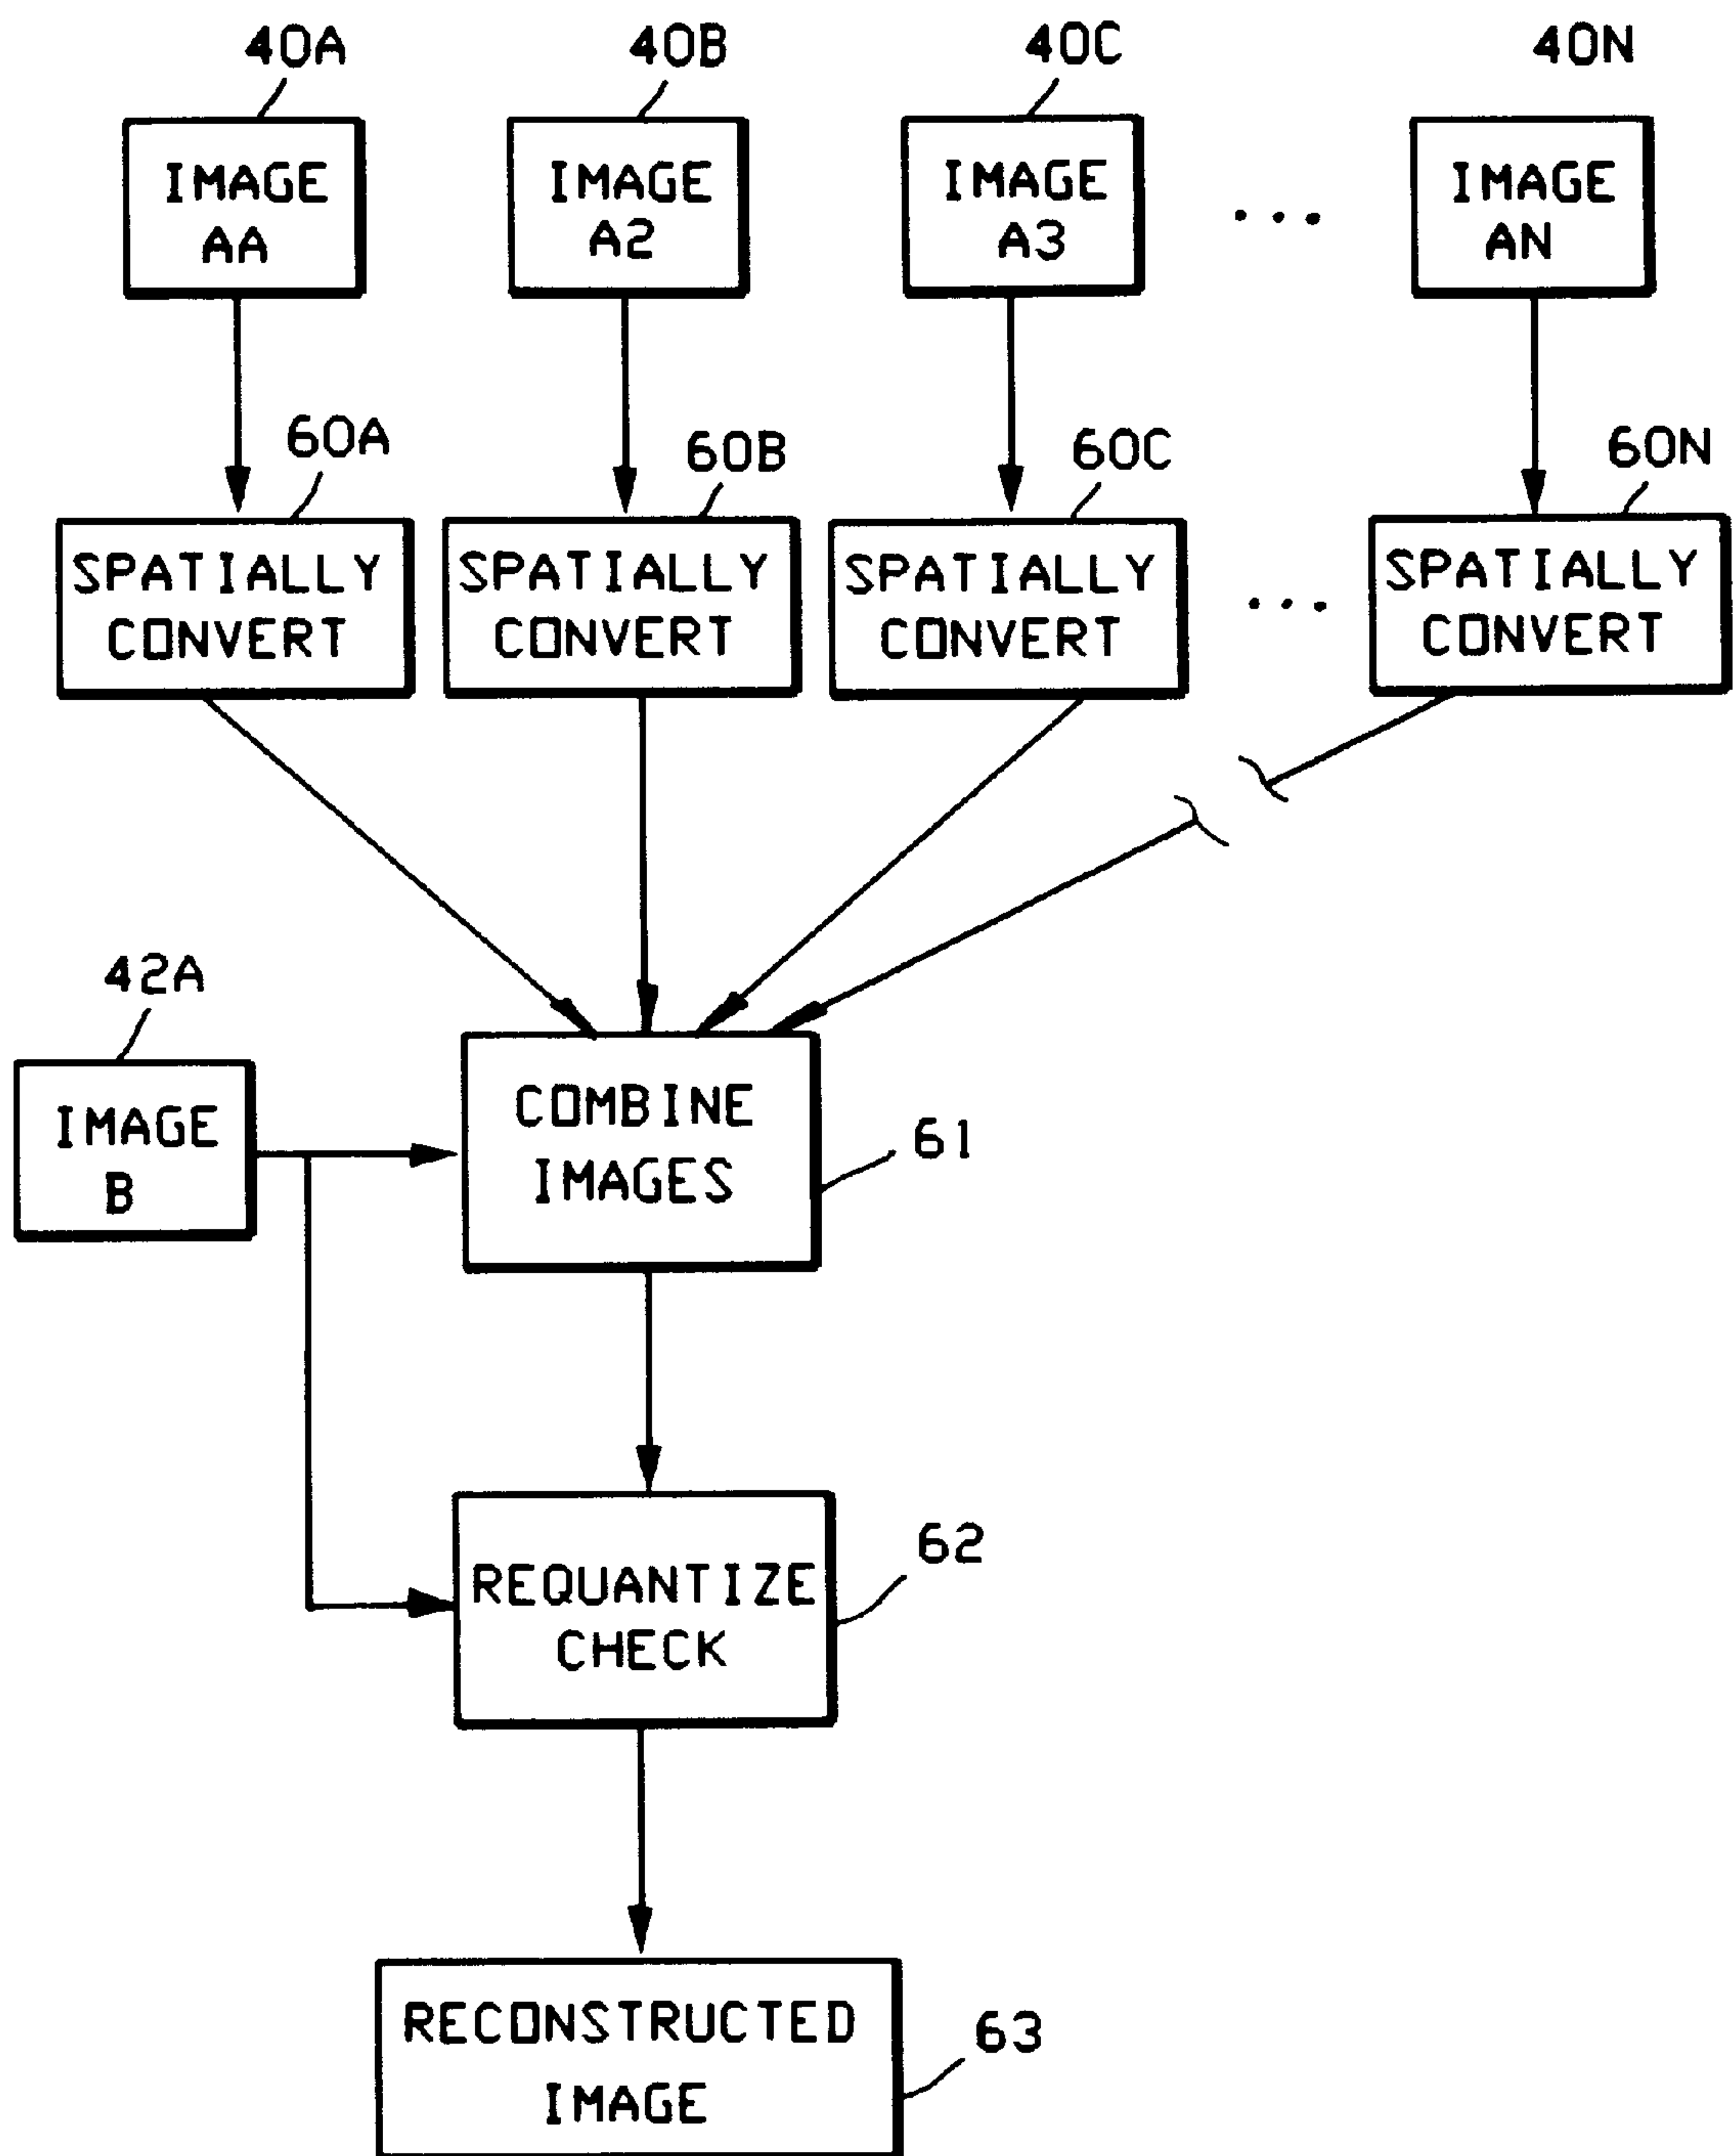 40A
40B
40C
40N
IMAGE
AA
IMAGE
A2
IMAGE
A3
...
IMAGE
AN
60A
60B
60C
60N
SPATIALLY
CONVERT
SPATIALLY
CONVERT
SPATIALLY
CONVERT
...
SPATIALLY
CONVERT
42A
IMAGE
B
COMBINE
IMAGES
61
REQUANTIZE
CHECK
62
RECONSTRUCTED
IMAGE
63